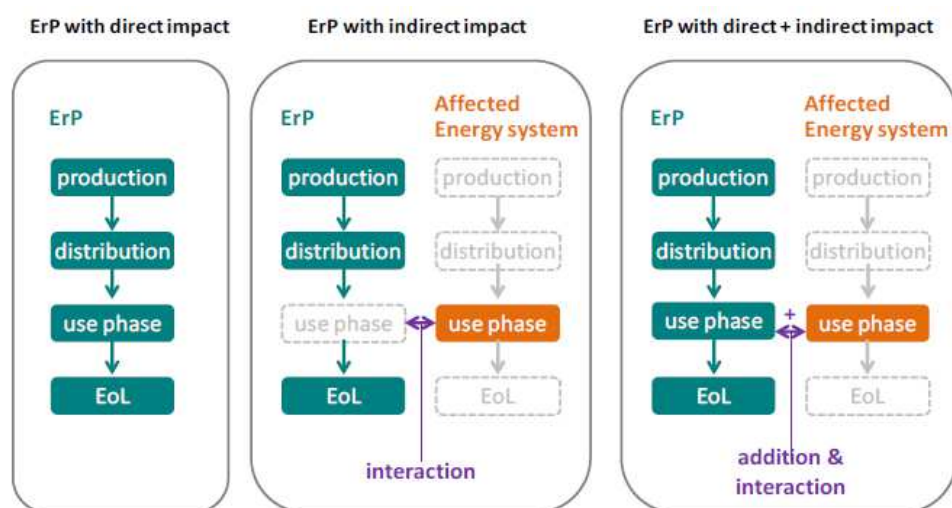 ErP with direct impact
ErP with indirect impact
ErP with direct + indirect impact
ErP
production
distribution
use phase
EoL
ErP
Affected
Energy system
production
production
distribution
distribution
use phase
use phase
EoL
EoL
interaction
ErP
Affected
Energy system
production
production
distribution
distribution
use phase
+
use phase
EoL
EoL
addition &
interaction